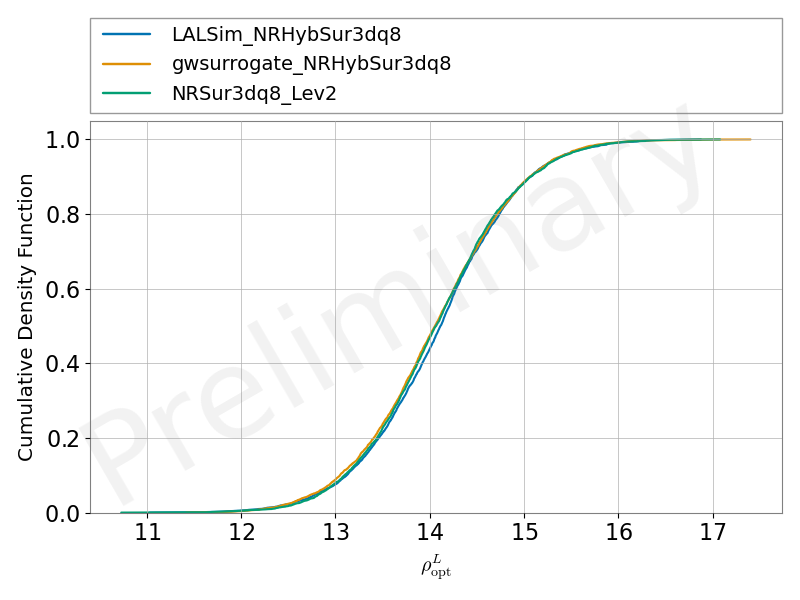 LALSim_NRHybSur3dq8
gwsurrogate_NRHybSur3dq8
NRSur3dq8_Lev2
Preliminary
Cumulative Density Function
1.0
0.8
0.6
0.4
0.2
0.0
11 12 13 14 15 16 17
ρ_opt^L